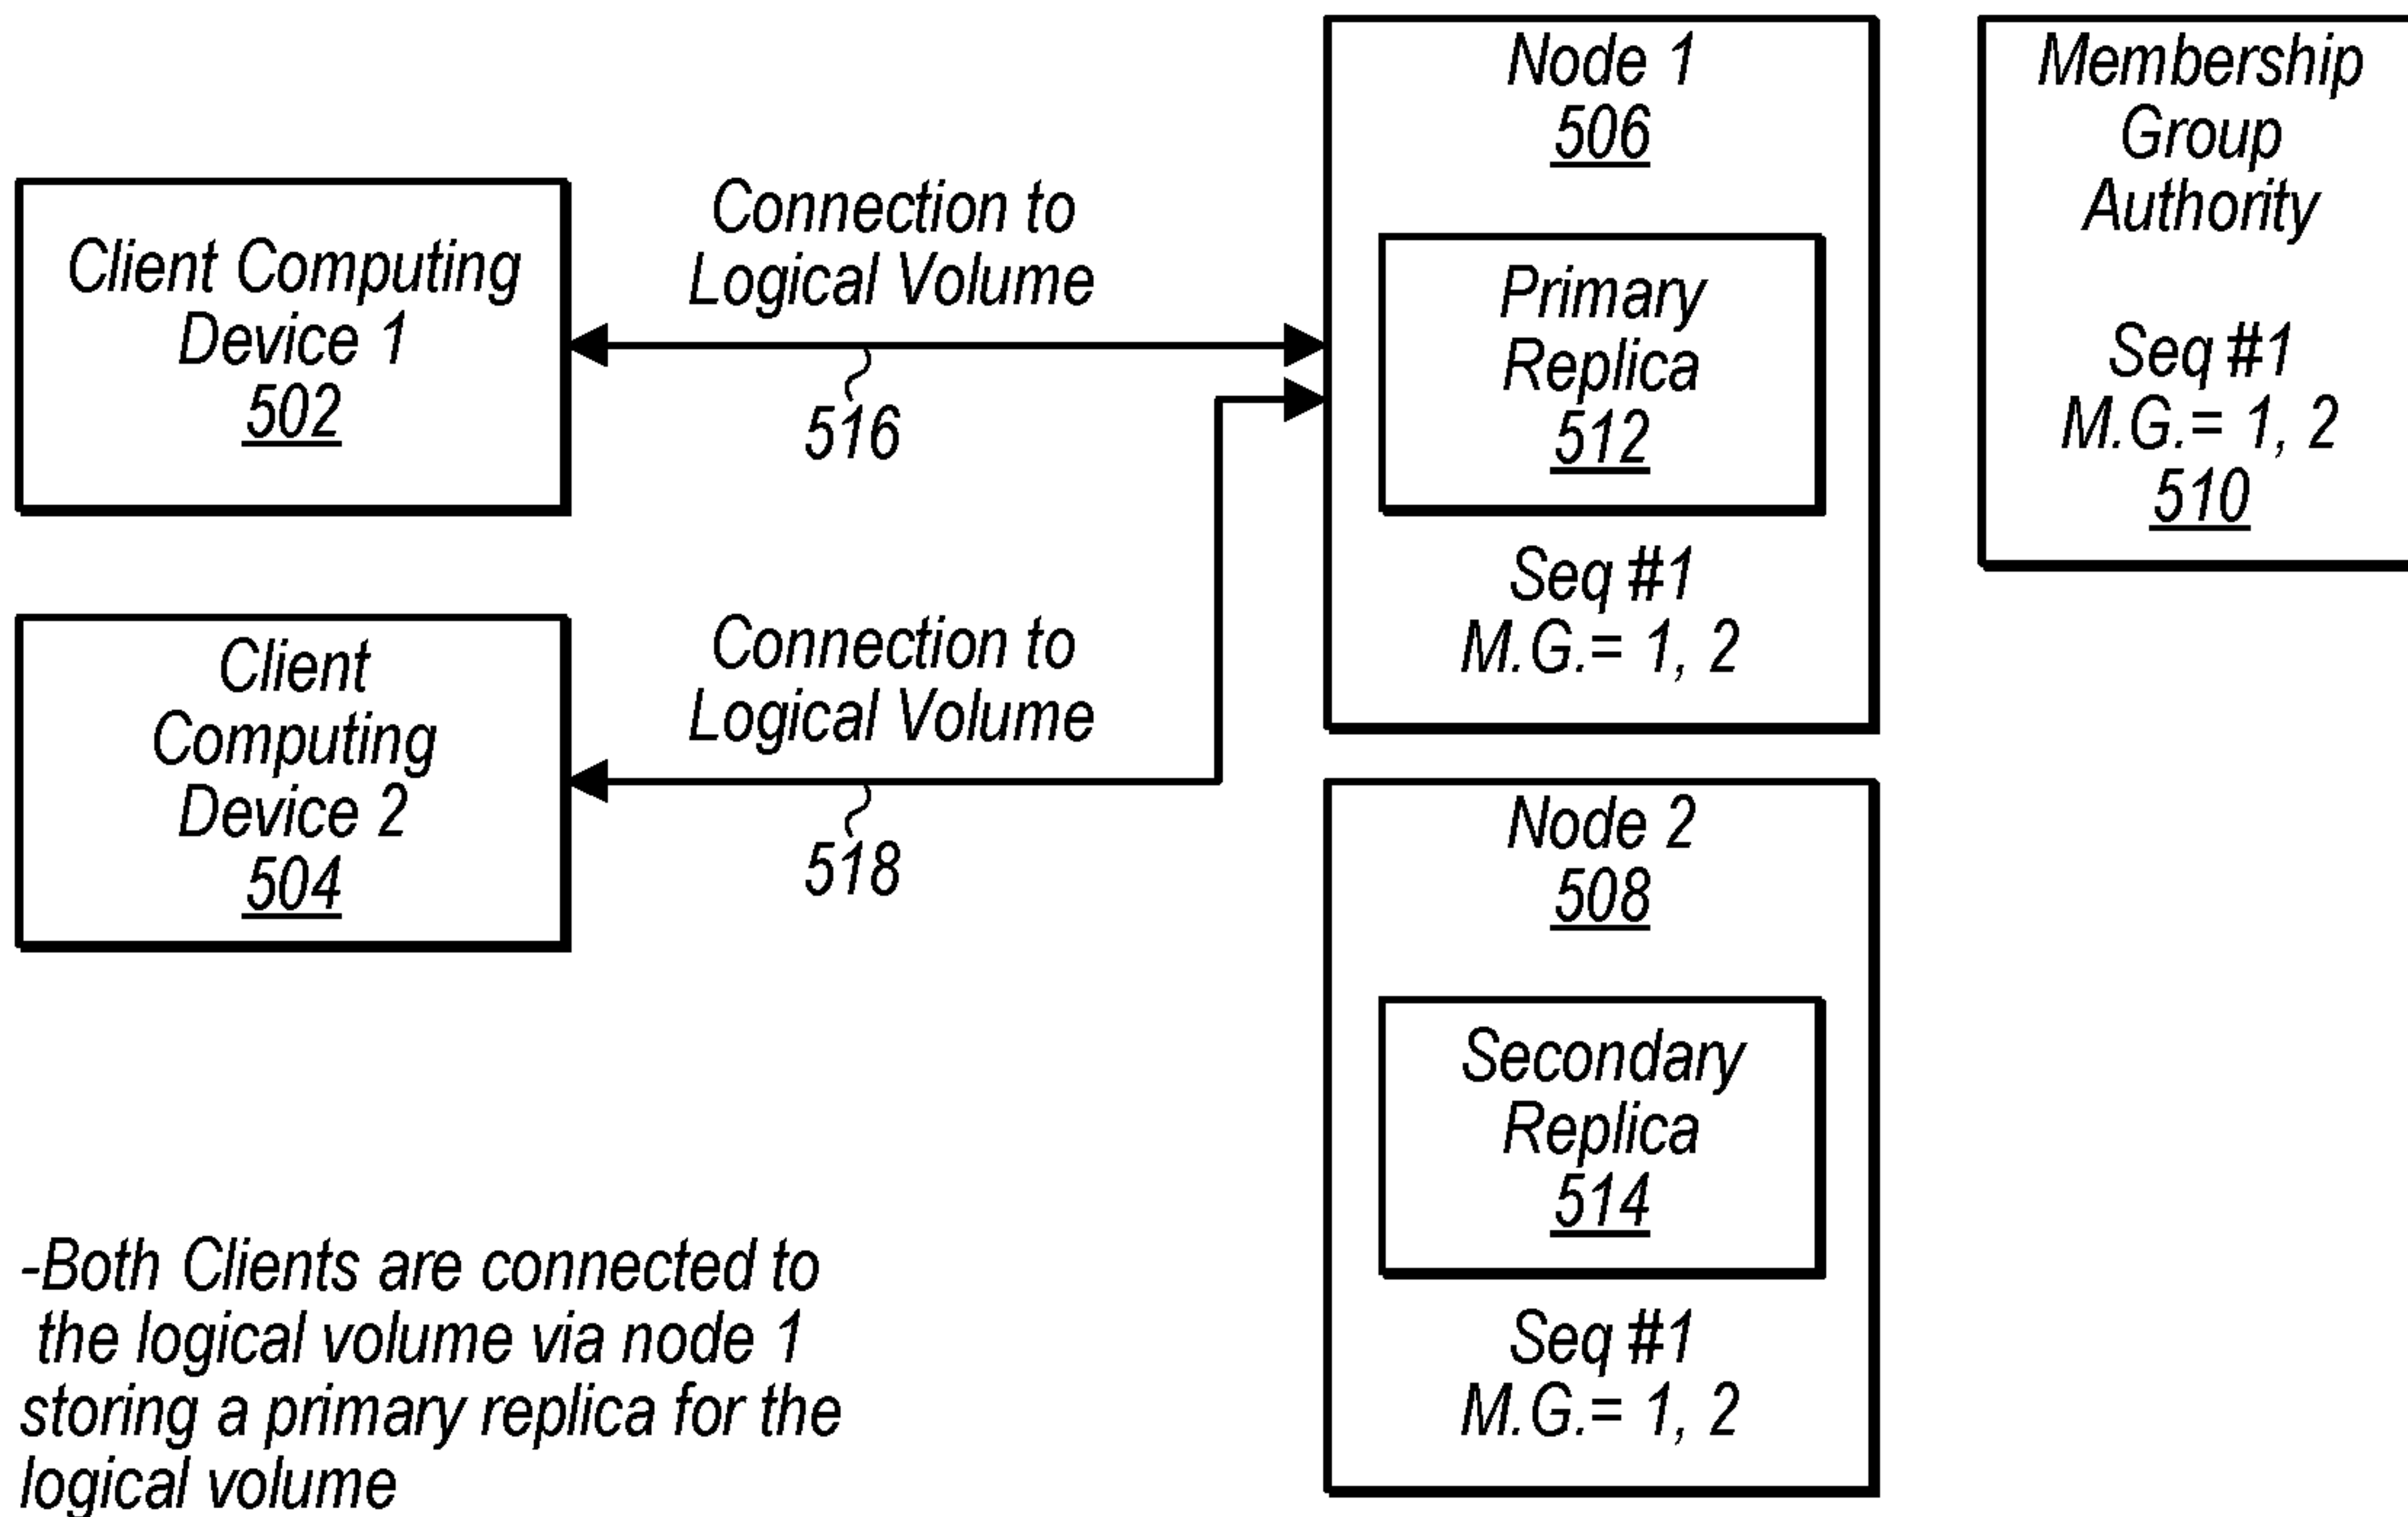 Client Computing
Device 1
502
Connection to
Logical Volume
516
Client
Computing
Device 2
504
Connection to
Logical Volume
518
Node 1
506
Primary
Replica
512
Seq #1
M.G.= 1, 2
Node 2
508
Secondary
Replica
514
Seq #1
M.G.= 1, 2
Membership
Group
Authority
Seq #1
M.G.= 1, 2
510
-Both Clients are connected to
the logical volume via node 1
storing a primary replica for the
logical volume